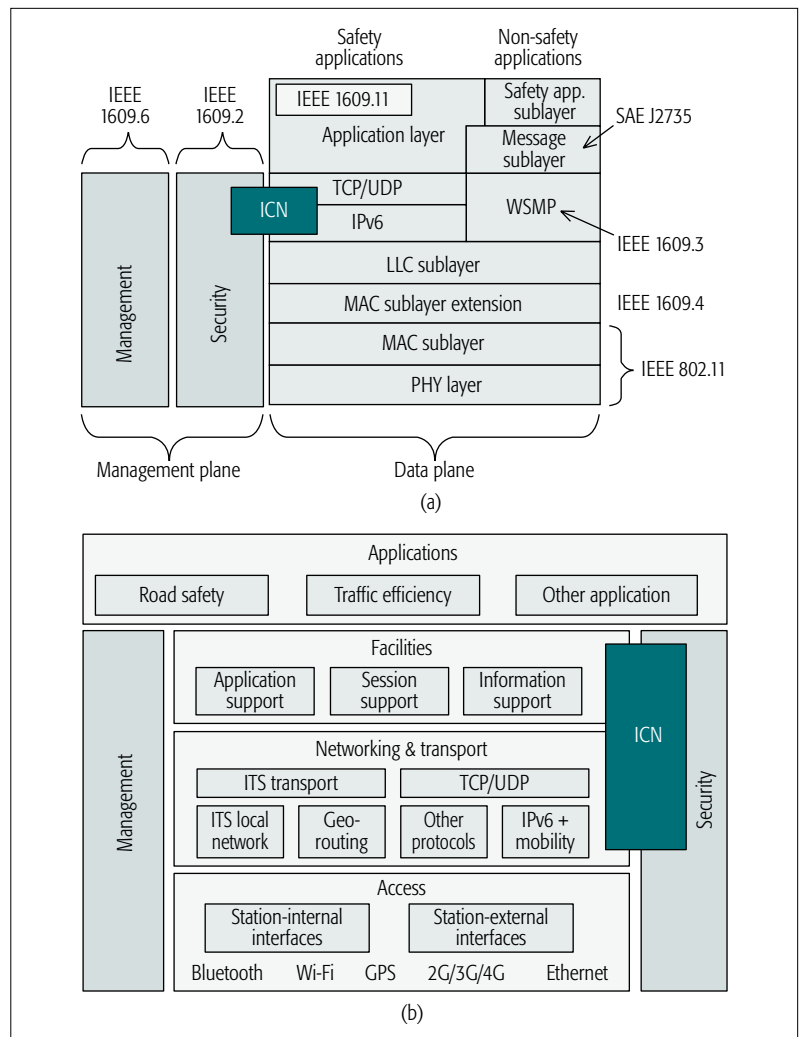 Safety
applications
Non-safety
applications
IEEE
1609.6
IEEE
1609.2
IEEE 1609.11
Application layer
Safety app.
sublayer
Message
sublayer
SAE J2735
ICN
TCP/UDP
IPv6
WSMP
IEEE 1609.3
LLC sublayer
MAC sublayer extension
IEEE 1609.4
MAC sublayer
PHY layer
IEEE 802.11
Management
Security
Management plane
Data plane
(a)
Applications
Road safety
Traffic efficiency
Other application
Management
Facilities
Application
support
Session
support
Information
support
ICN
Security
Networking & transport
ITS transport
TCP/UDP
ITS local
network
Geo-
routing
Other
protocols
IPv6 +
mobility
Access
Station-internal
interfaces
Station-external
interfaces
Bluetooth
Wi-Fi
GPS
2G/3G/4G
Ethernet
(b)